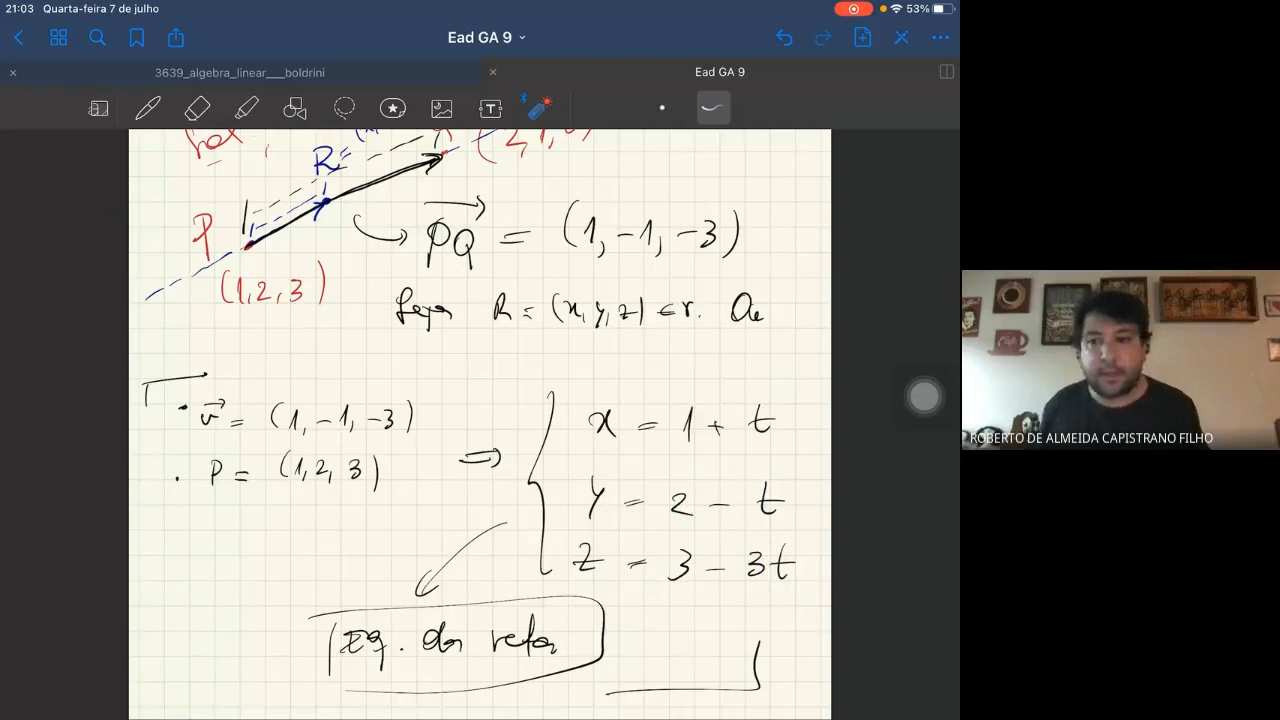 21:03 Quarta-feira 7 de julho
53%
Ead GA 9
3639_algebra_linear___boldrini
Ead GA 9
R
P
(1,2,3)
PQ = (1,-1,-3)
Seja R = (x,y,z) ∈ r.
v = (1,-1,-3)
P = (1,2,3)
⇒
x = 1 + t
y = 2 - t
z = 3 - 3t
Eq. da reta
ROBERTO DE ALMEIDA CAPISTRANO FILHO